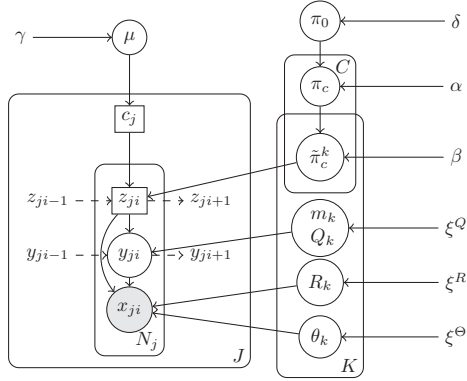 π₀ δ
γ μ
C
π_c α
c_j
π̃_c^k β
z_{ji−1} z_{ji} z_{ji+1}
m_k
Q_k ξ^Q
y_{ji−1} y_{ji} y_{ji+1}
R_k ξ^R
x_{ji}
N_j θ_k ξ^Θ
J K